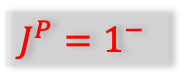 J^P = 1^−